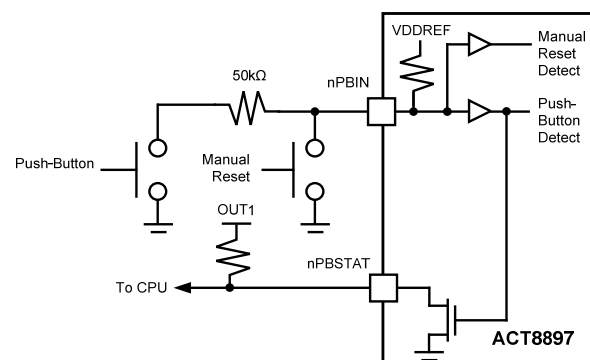 VDDREF
Manual
Reset
Detect
50kΩ
nPBIN
Push-
Button
Detect
Push-Button
Manual
Reset
OUT1
nPBSTAT
To CPU
ACT8897